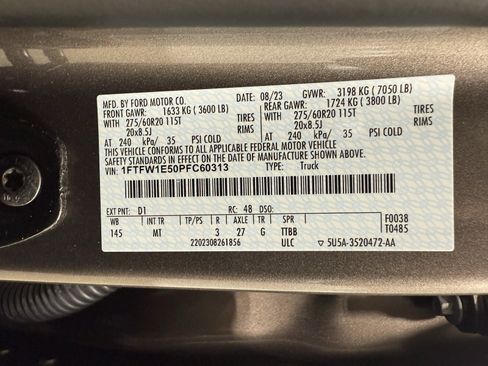 MFD. BY FORD MOTOR CO.
08/23 GVWR: 3198 KG ( 7050 LB)
FRONT GAWR: 1633 KG ( 3600 LB)
REAR GAWR: 1724 KG ( 3800 LB)
WITH 275/60R20 115T TIRES
WITH 275/60R20 115T TIRES
20x8.5J RIMS
20x8.5J RIMS
AT 240 kPa/ 35 PSI COLD
AT 240 kPa/ 35 PSI COLD
THIS VEHICLE CONFORMS TO ALL APPLICABLE FEDERAL MOTOR VEHICLE
SAFETY AND THEFT PREVENTION STANDARDS IN EFFECT ON THE DATE OF MANUFACTURE SHOWN ABOVE.
VIN: 1FTFW1E50PFC60313
TYPE: Truck
EXT PNT: D1 RC: 48 DSO:
WB INT TR TP/PS R AXLE TR SPR
145 MT 3 27 G TTBB
F0038
T0485
2202308261856 ULC
5U5A-3520472-AA